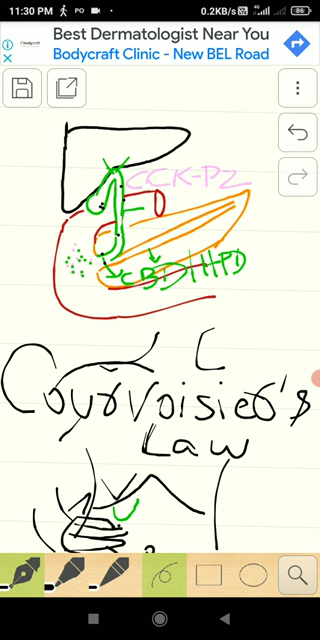 11:30 PM
0.2KB/s
86
Best Dermatologist Near You
Bodycraft Clinic - New BEL Road
CCK-PZ
CBD/HPD
L
Courvoisier's
Law